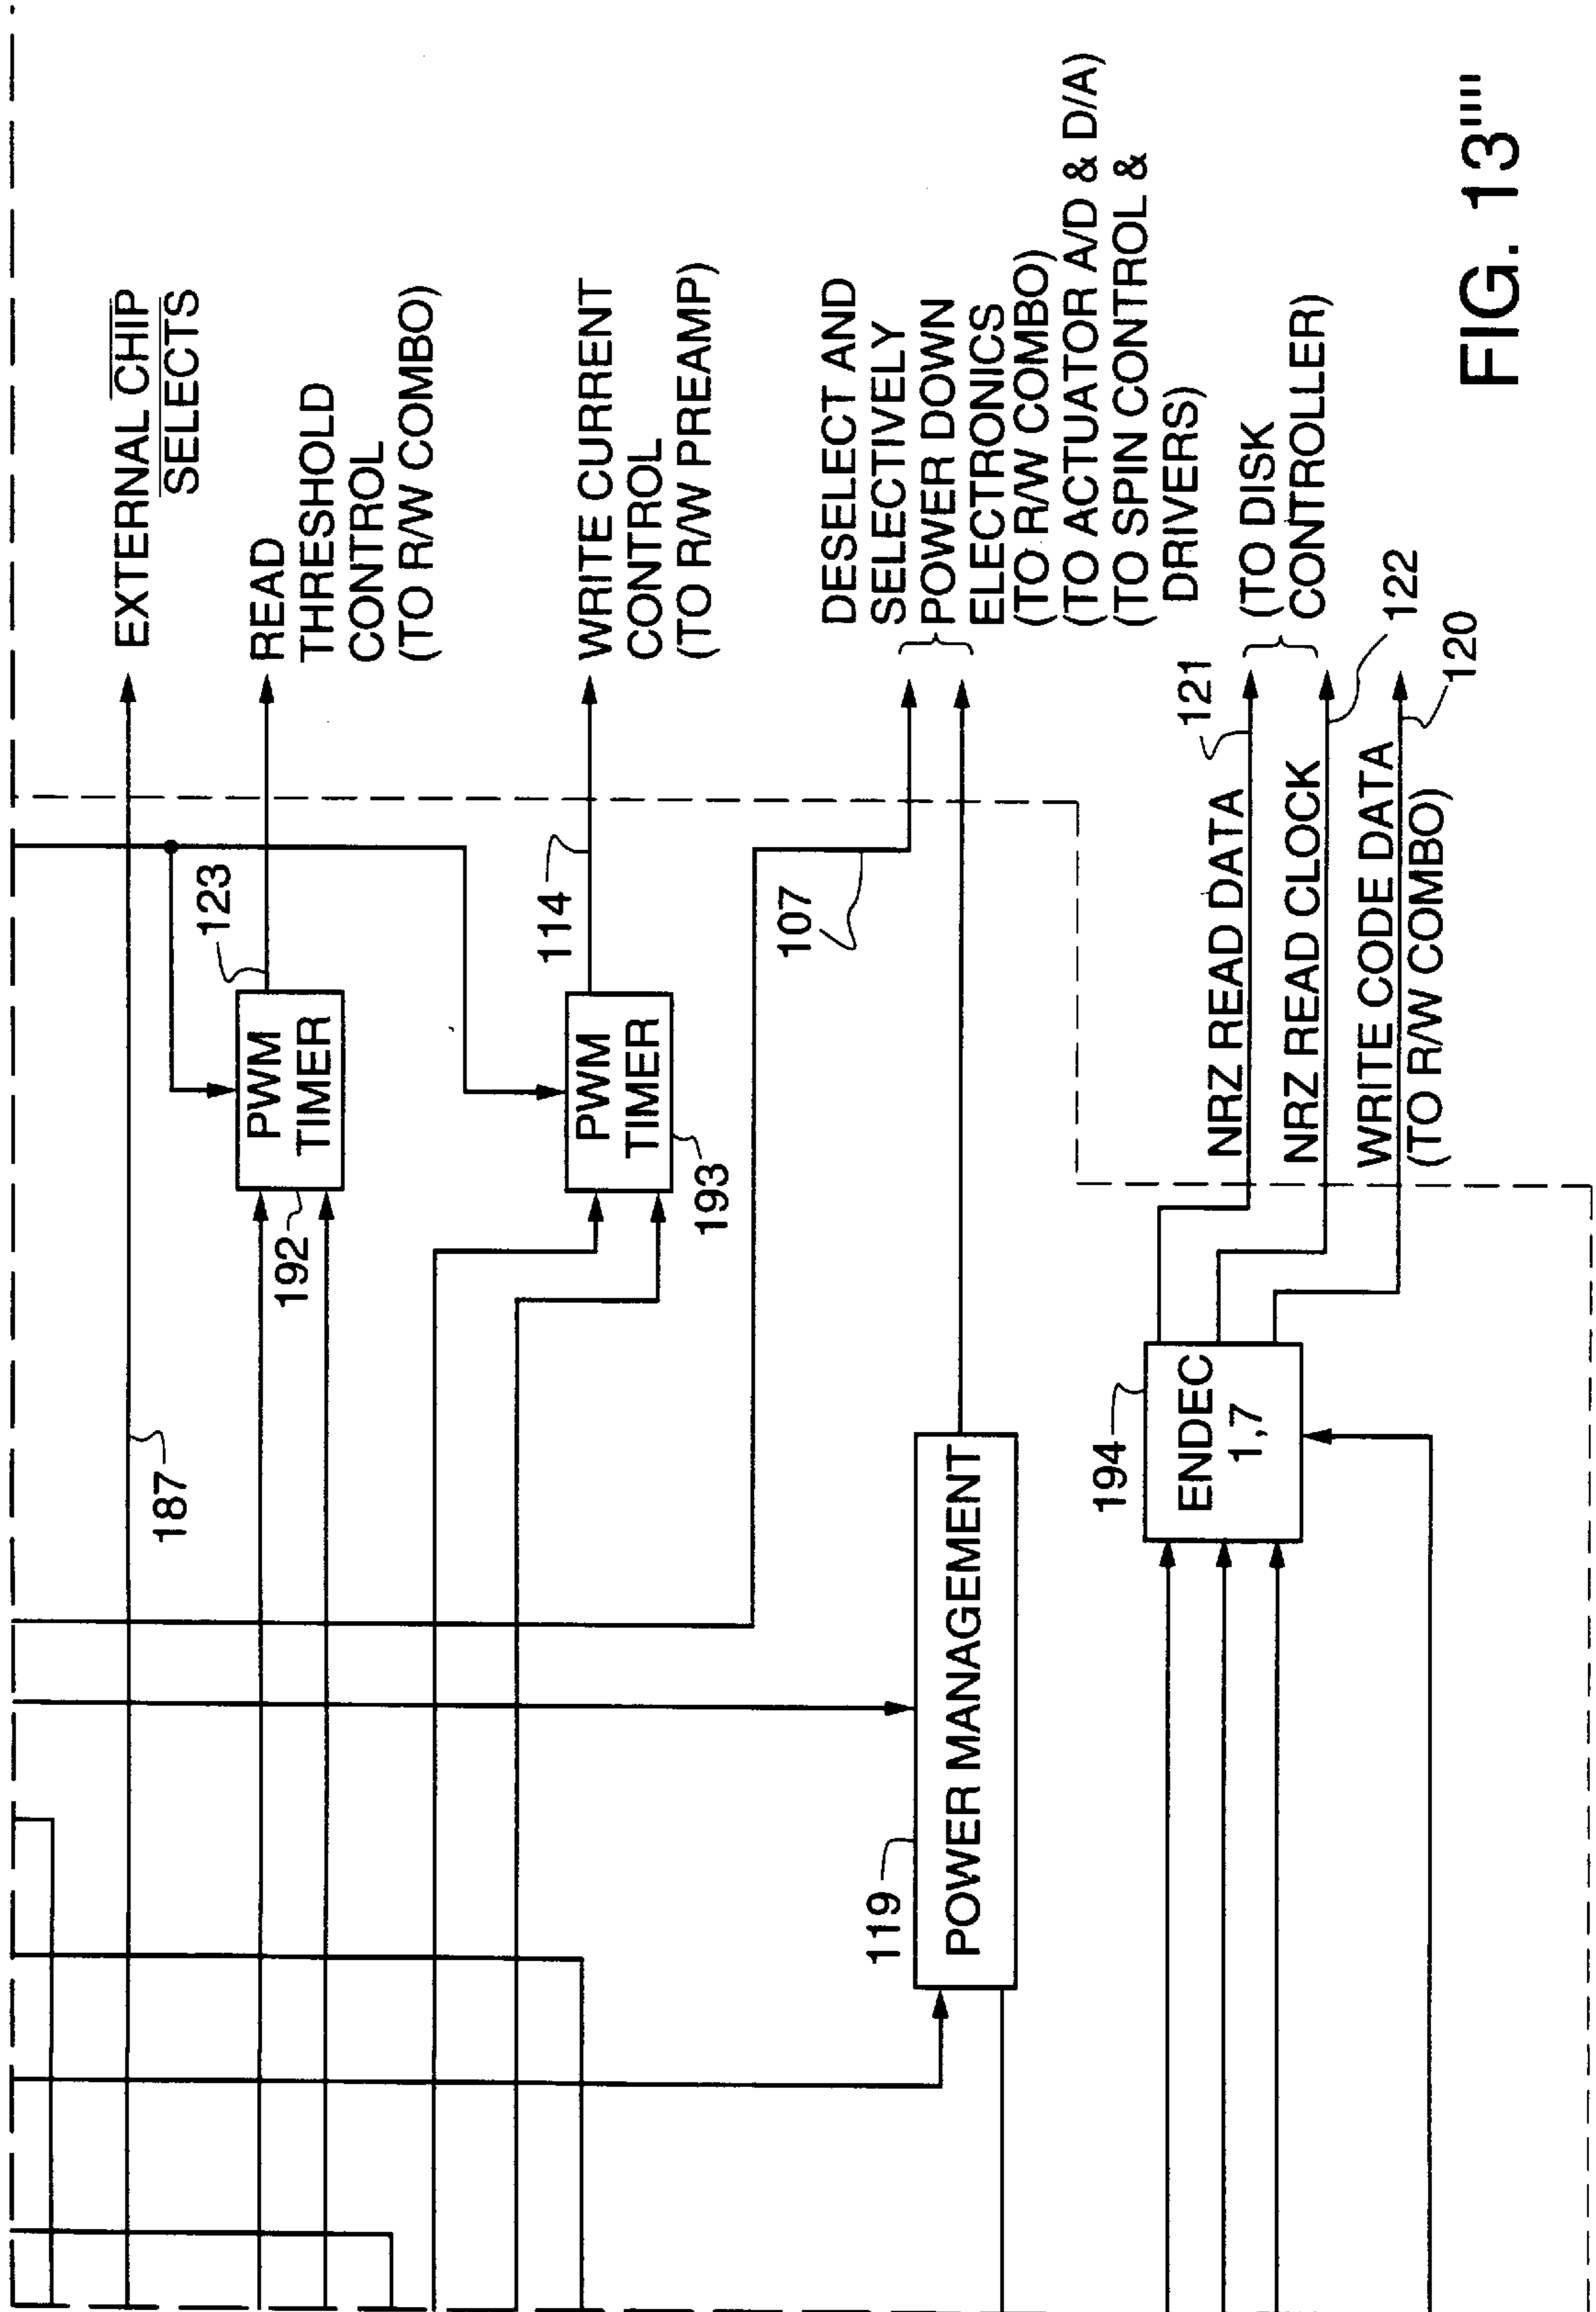 EXTERNAL CHIP
SELECTS
187
READ
THRESHOLD
CONTROL
(TO R/W COMBO)
123
PWM
TIMER
192
WRITE CURRENT
CONTROL
(TO R/W PREAMP)
114
PWM
TIMER
193
DESELECT AND
SELECTIVELY
POWER DOWN
ELECTRONICS
(TO R/W COMBO)
(TO ACTUATOR A/D & D/A)
(TO SPIN CONTROL &
DRIVERS)
107
119
POWER MANAGEMENT
194
ENDEC
1,7
NRZ READ DATA
121
(TO DISK
CONTROLLER)
NRZ READ CLOCK
122
WRITE CODE DATA
(TO R/W COMBO)
120
FIG. 13''''